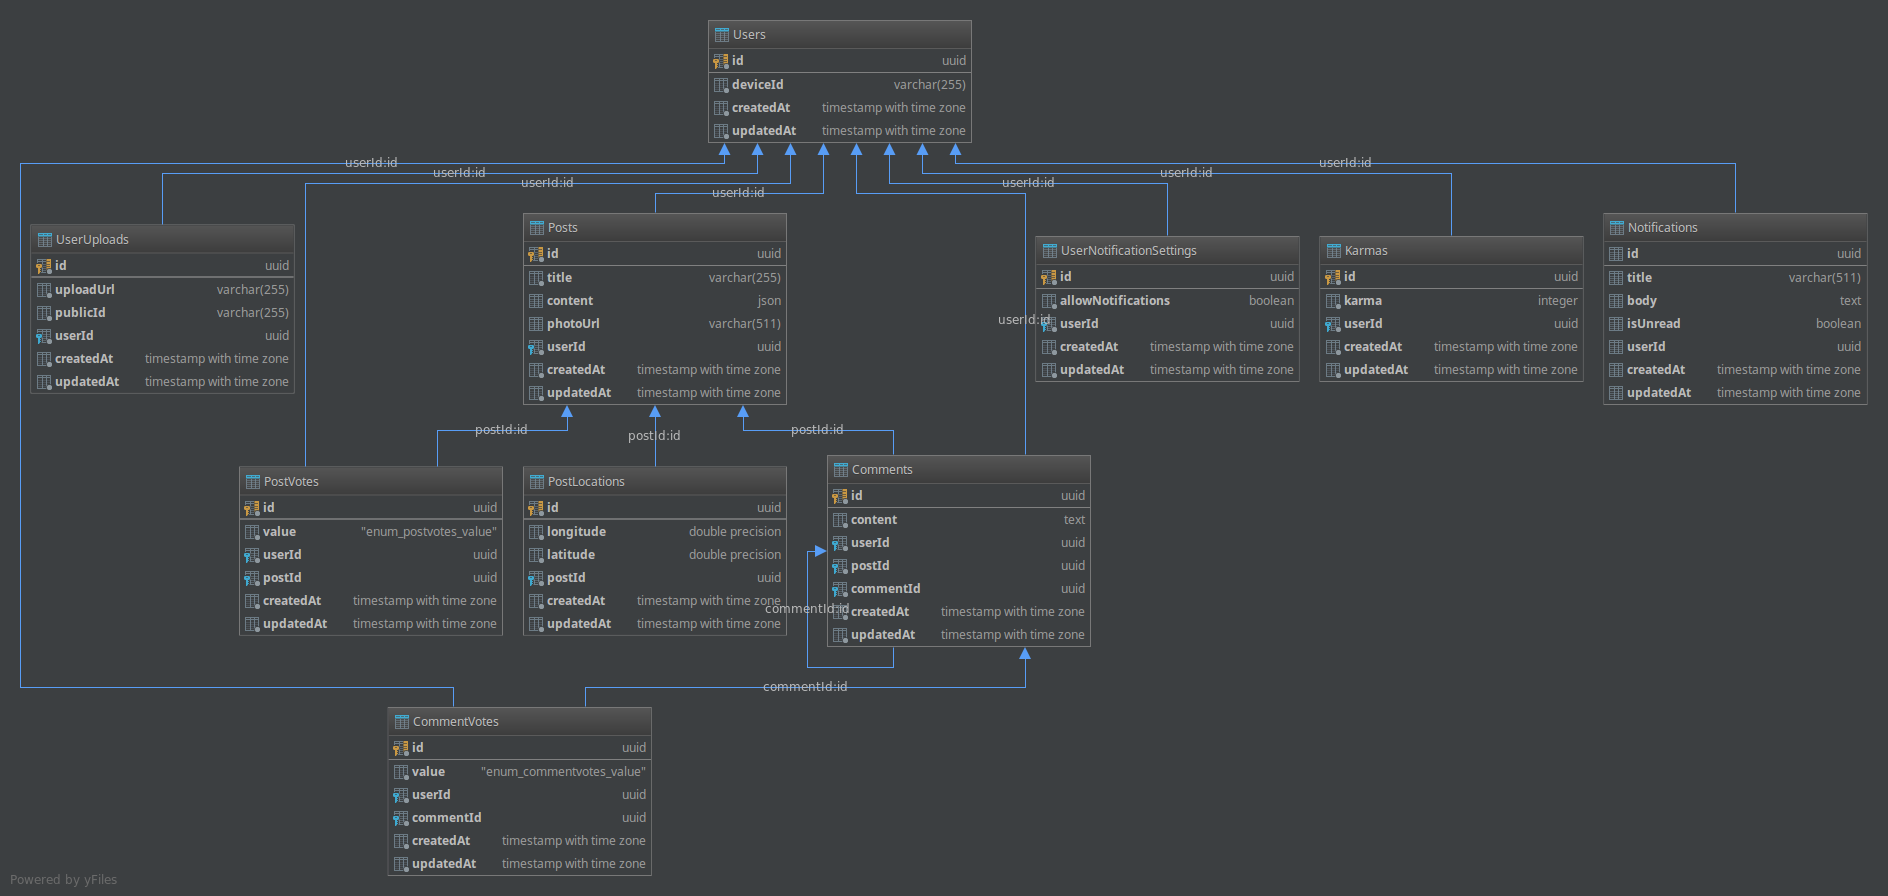 Users
id uuid
deviceId varchar(255)
createdAt timestamp with time zone
updatedAt timestamp with time zone
userId:id
userId:id
userId:id
userId:id
userId:id
userId:id
userId:id
userId:id
UserUploads
id uuid
uploadUrl varchar(255)
publicId varchar(255)
userId uuid
createdAt timestamp with time zone
updatedAt timestamp with time zone
Posts
id uuid
title varchar(255)
content json
photoUrl varchar(511)
userId uuid
createdAt timestamp with time zone
updatedAt timestamp with time zone
UserNotificationSettings
id uuid
allowNotifications boolean
userId uuid
createdAt timestamp with time zone
updatedAt timestamp with time zone
Karmas
id uuid
karma integer
userId uuid
createdAt timestamp with time zone
updatedAt timestamp with time zone
Notifications
id uuid
title varchar(511)
body text
isUnread boolean
userId uuid
createdAt timestamp with time zone
updatedAt timestamp with time zone
postId:id
postId:id
postId:id
PostVotes
id uuid
value "enum_postvotes_value"
userId uuid
postId uuid
createdAt timestamp with time zone
updatedAt timestamp with time zone
PostLocations
id uuid
longitude double precision
latitude double precision
postId uuid
createdAt timestamp with time zone
updatedAt timestamp with time zone
Comments
id uuid
content text
userId uuid
postId uuid
commentId uuid
createdAt timestamp with time zone
updatedAt timestamp with time zone
commentId:id
commentId:id
CommentVotes
id uuid
value "enum_commentvotes_value"
userId uuid
commentId uuid
createdAt timestamp with time zone
updatedAt timestamp with time zone
Powered by yFiles